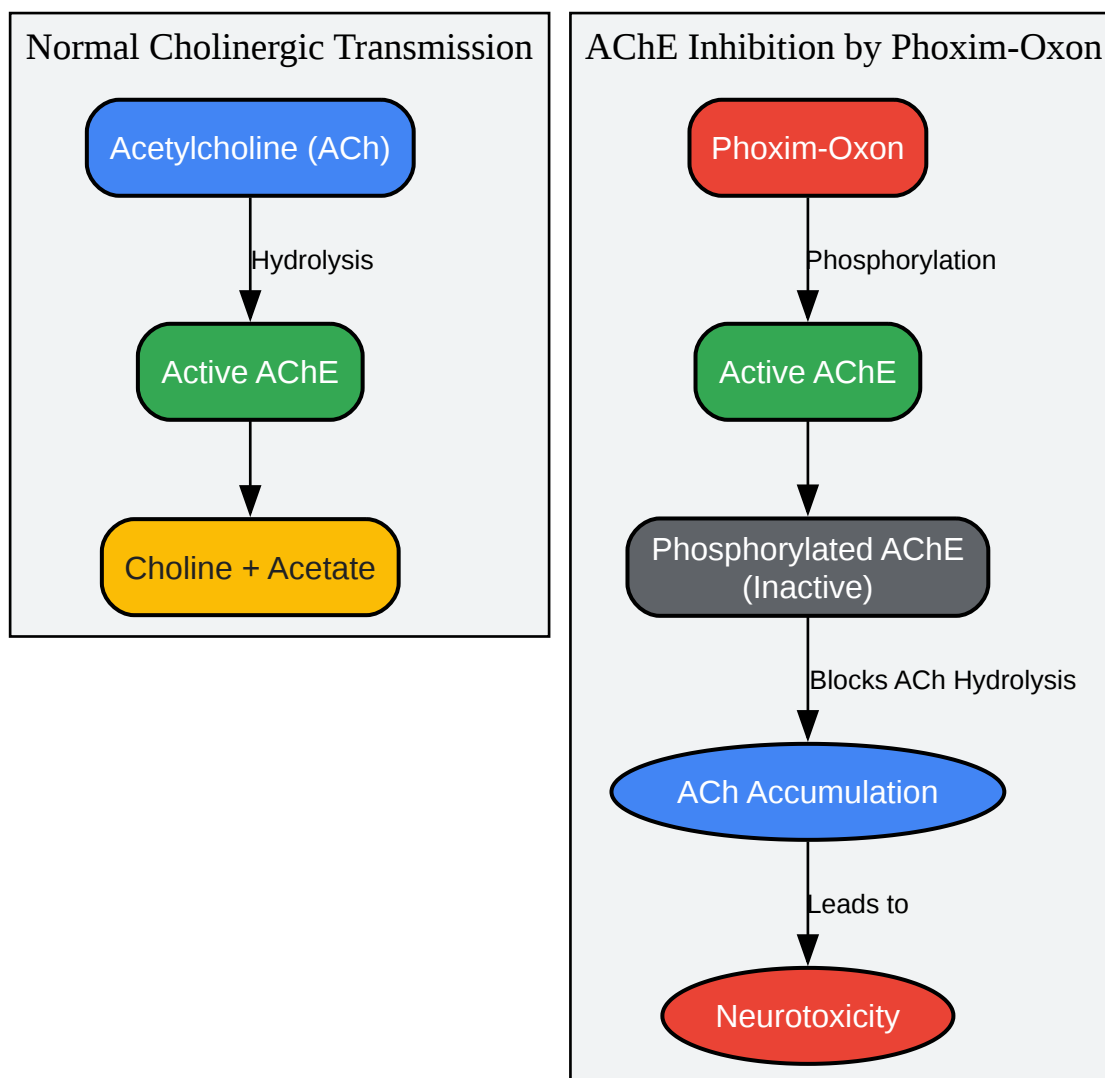 Normal Cholinergic Transmission
Acetylcholine (ACh)
Hydrolysis
Active AChE
Choline + Acetate
AChE Inhibition by Phoxim-Oxon
Phoxim-Oxon
Phosphorylation
Active AChE
Phosphorylated AChE
(Inactive)
Blocks ACh Hydrolysis
ACh Accumulation
Leads to
Neurotoxicity